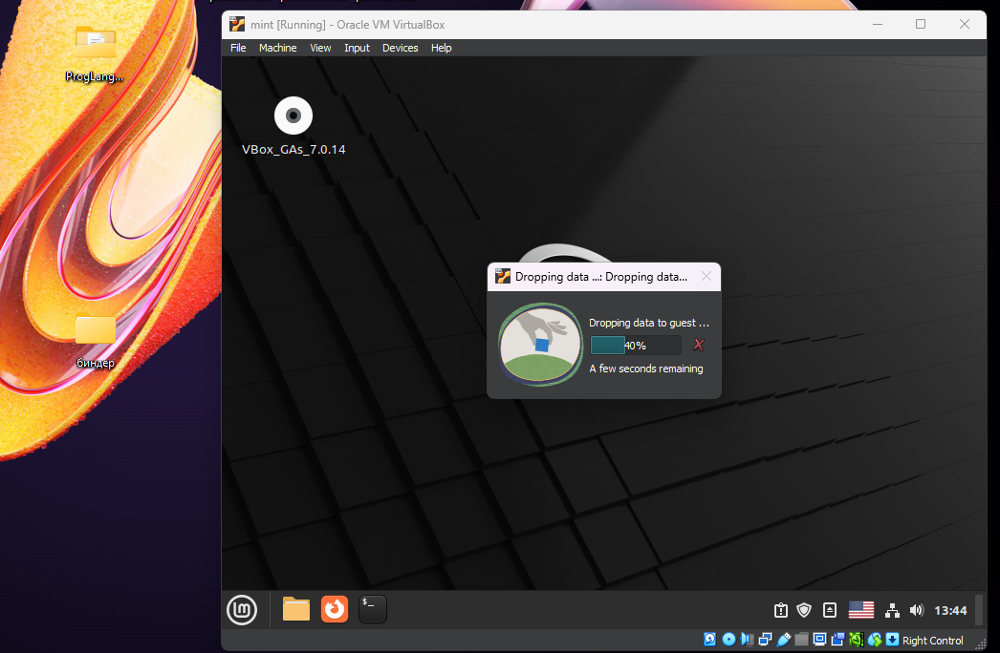 mint [Running] - Oracle VM VirtualBox
File Machine View Input Devices Help
ProgLang...
VBox_GAs_7.0.14
Dropping data ...: Dropping data...
Dropping data to guest ...
40%
A few seconds remaining
биндер
lm
$_
13:44
Right Control